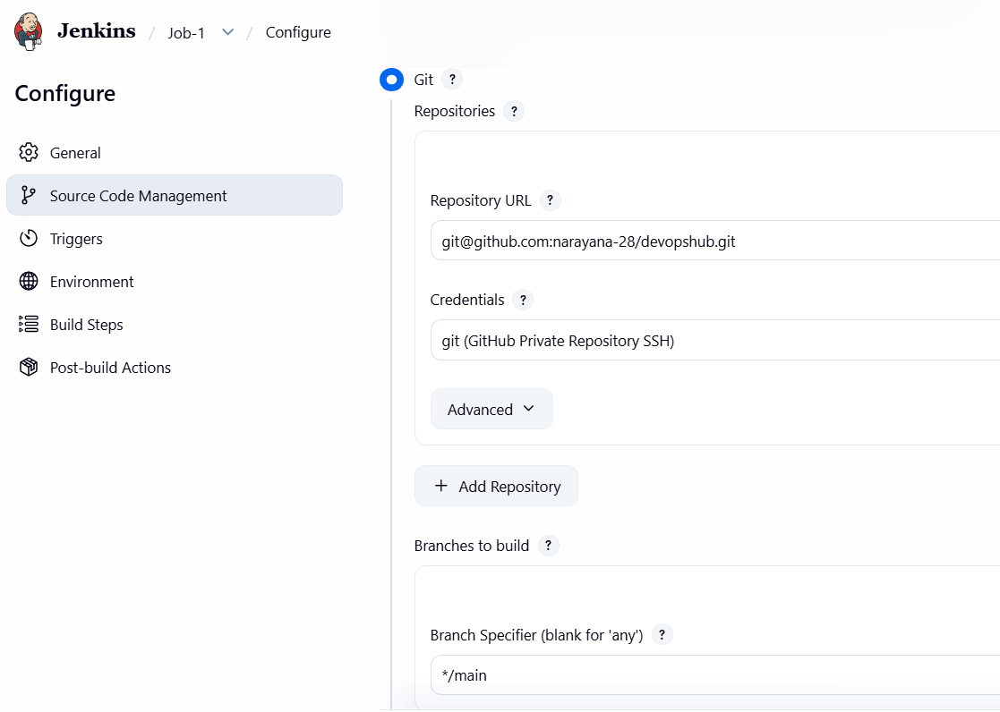 Jenkins / Job-1 / Configure
Configure
General
Source Code Management
Triggers
Environment
Build Steps
Post-build Actions
Git ?
Repositories ?
Repository URL ?
git@github.com:narayana-28/devopshub.git
Credentials ?
git (GitHub Private Repository SSH)
Advanced
+ Add Repository
Branches to build ?
Branch Specifier (blank for 'any') ?
*/main